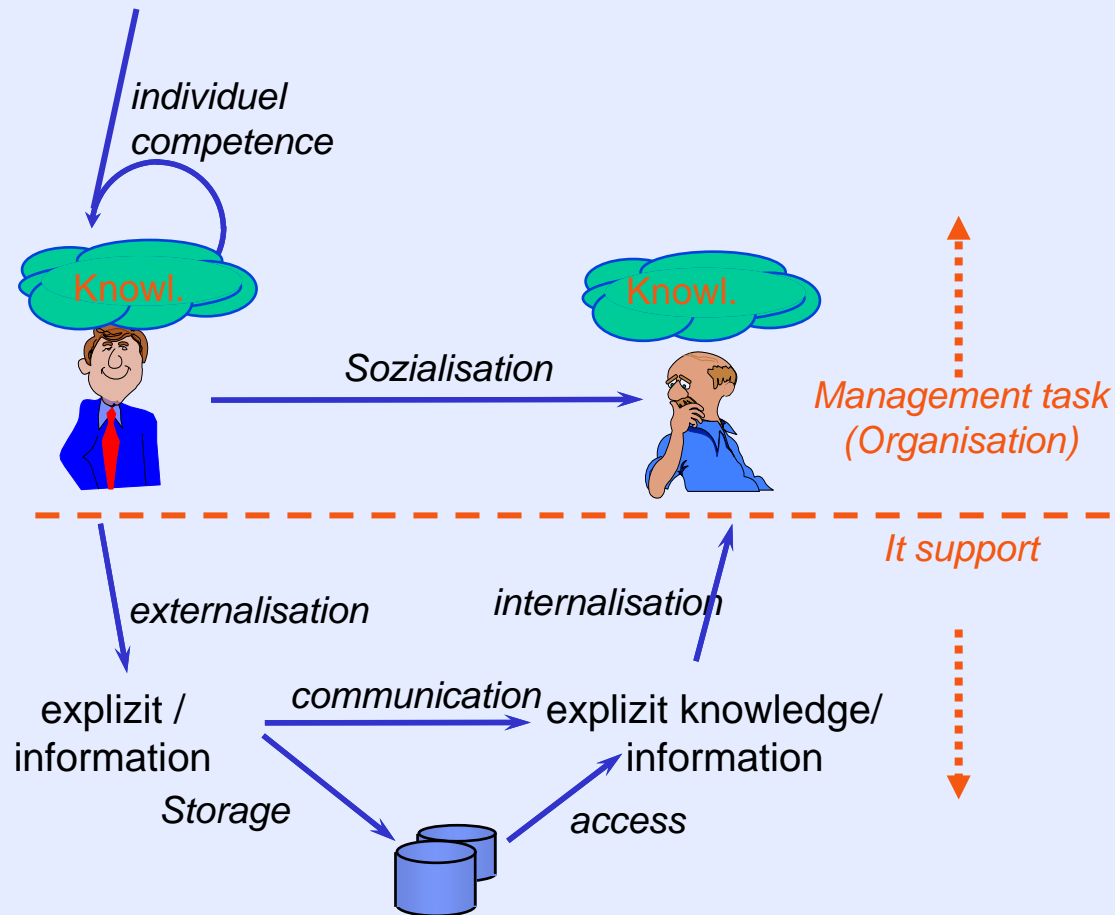 individuel
competence
Knowl.
Knowl.
Sozialisation
Management task
(Organisation)
It support
externalisation
internalisation
communication
explizit /
information
explizit knowledge/
information
Storage
access